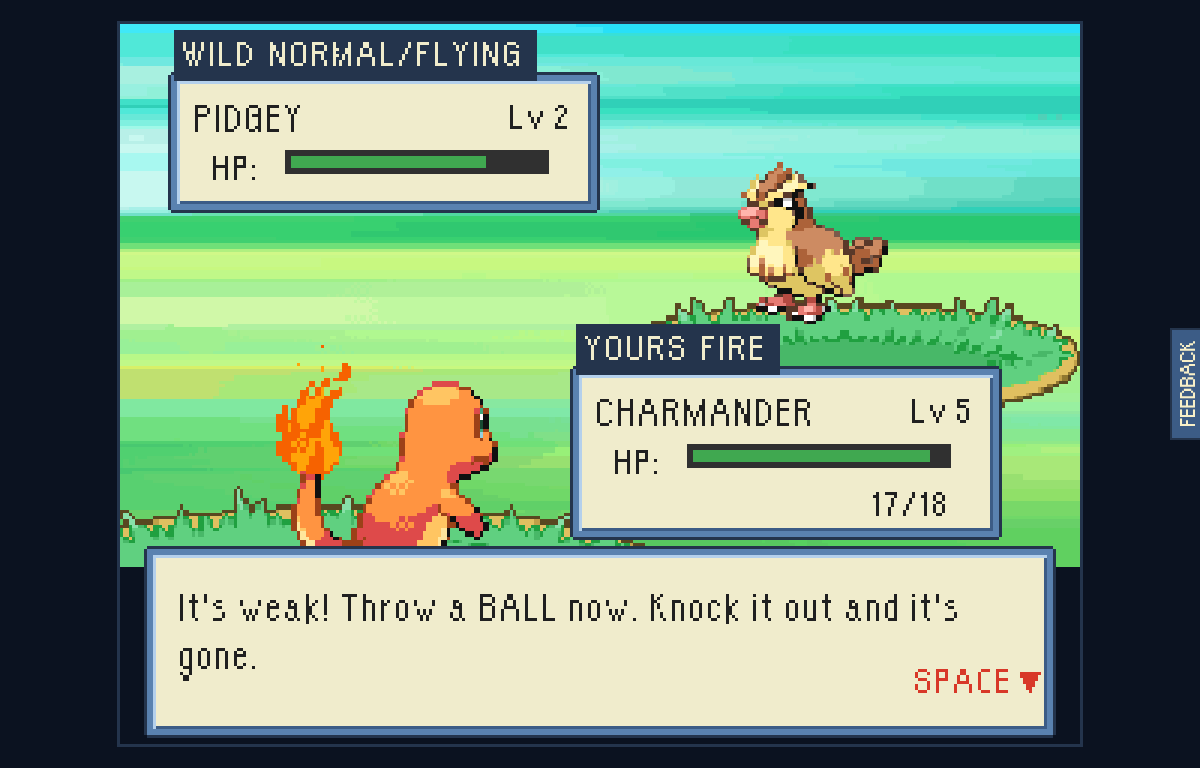 WILD NORMAL/FLYING
PIDGEY Lv 2
HP:
YOURS FIRE
CHARMANDER Lv 5
HP:
17/18
FEEDBACK
It's weak! Throw a BALL now. Knock it out and it's
gone.
SPACE ▼